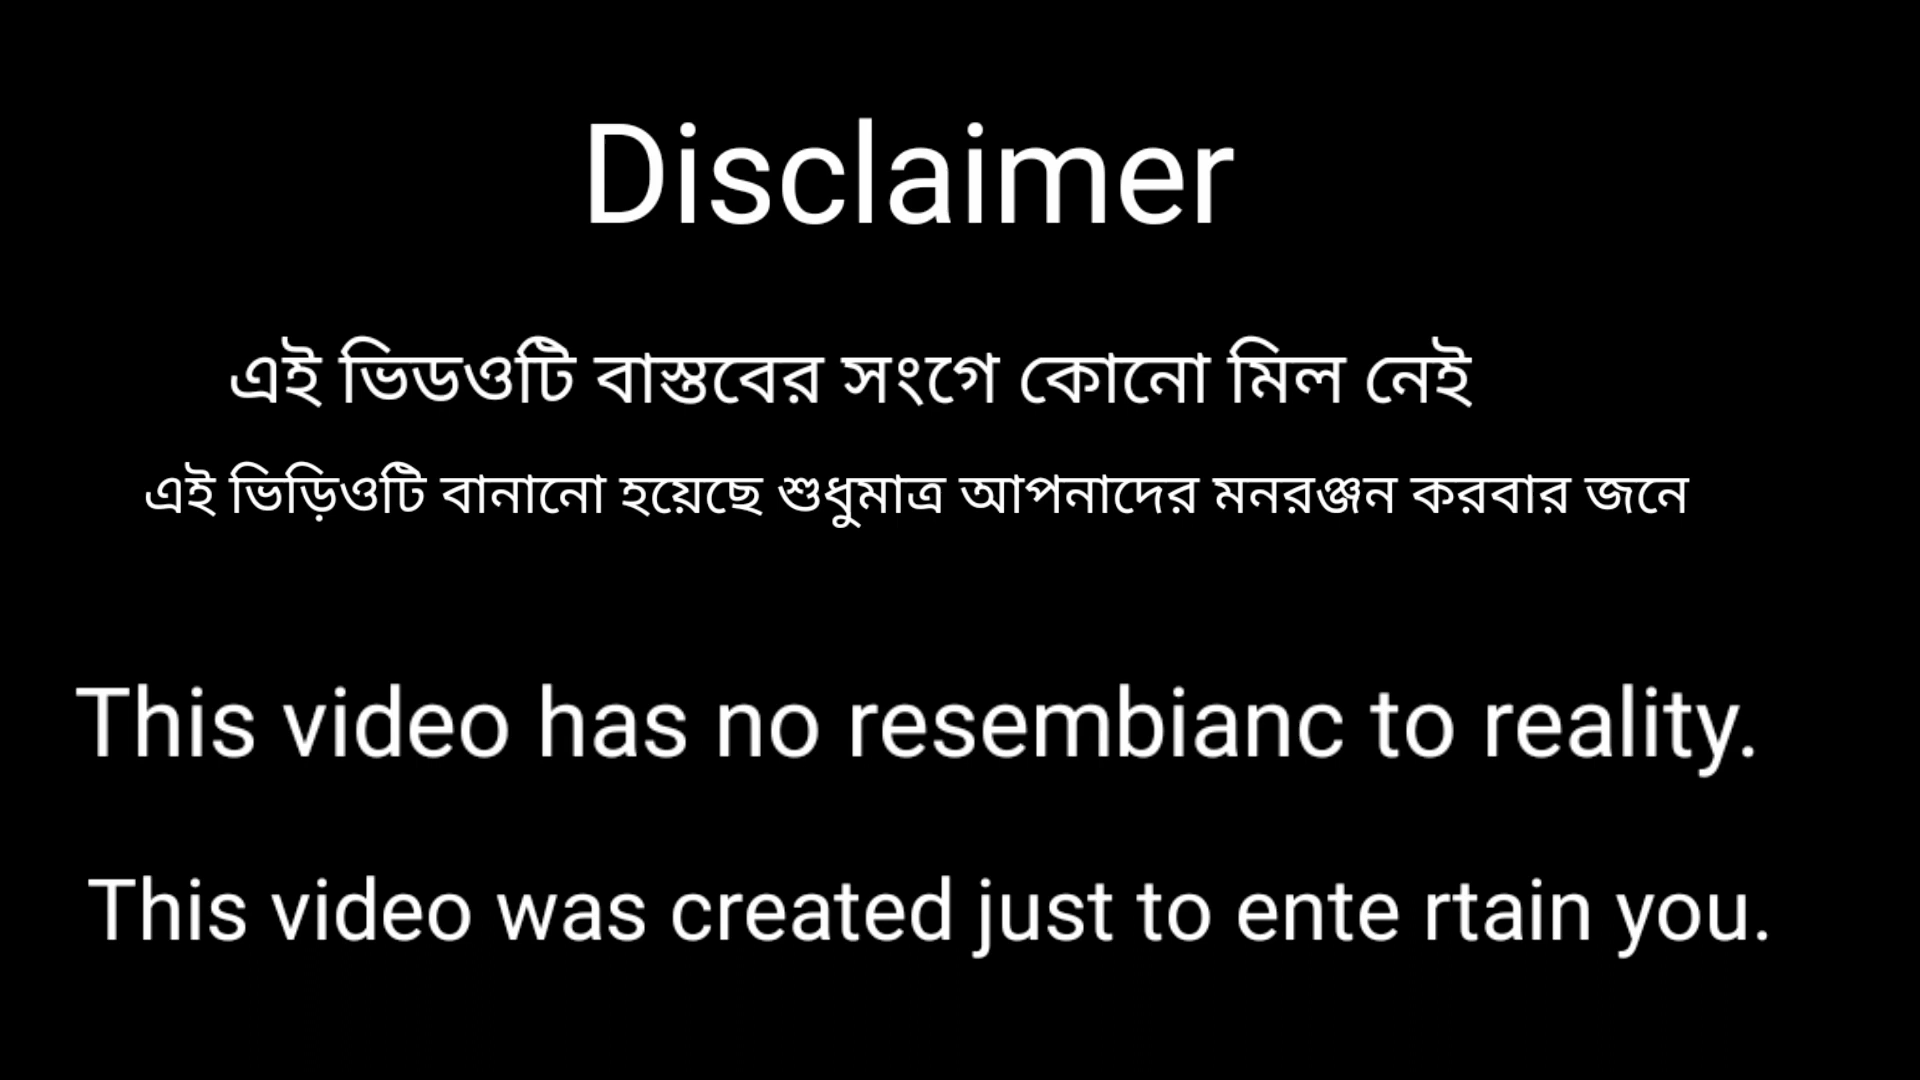 Disclaimer
এই ভিডওটি বাস্তবের সংগে কোনো মিল নেই
এই ভিড়িওটি বানানো হয়েছে শুধুমাত্র আপনাদের মনরঞ্জন করবার জনে
This video has no resembianc to reality.
This video was created just to ente rtain you.